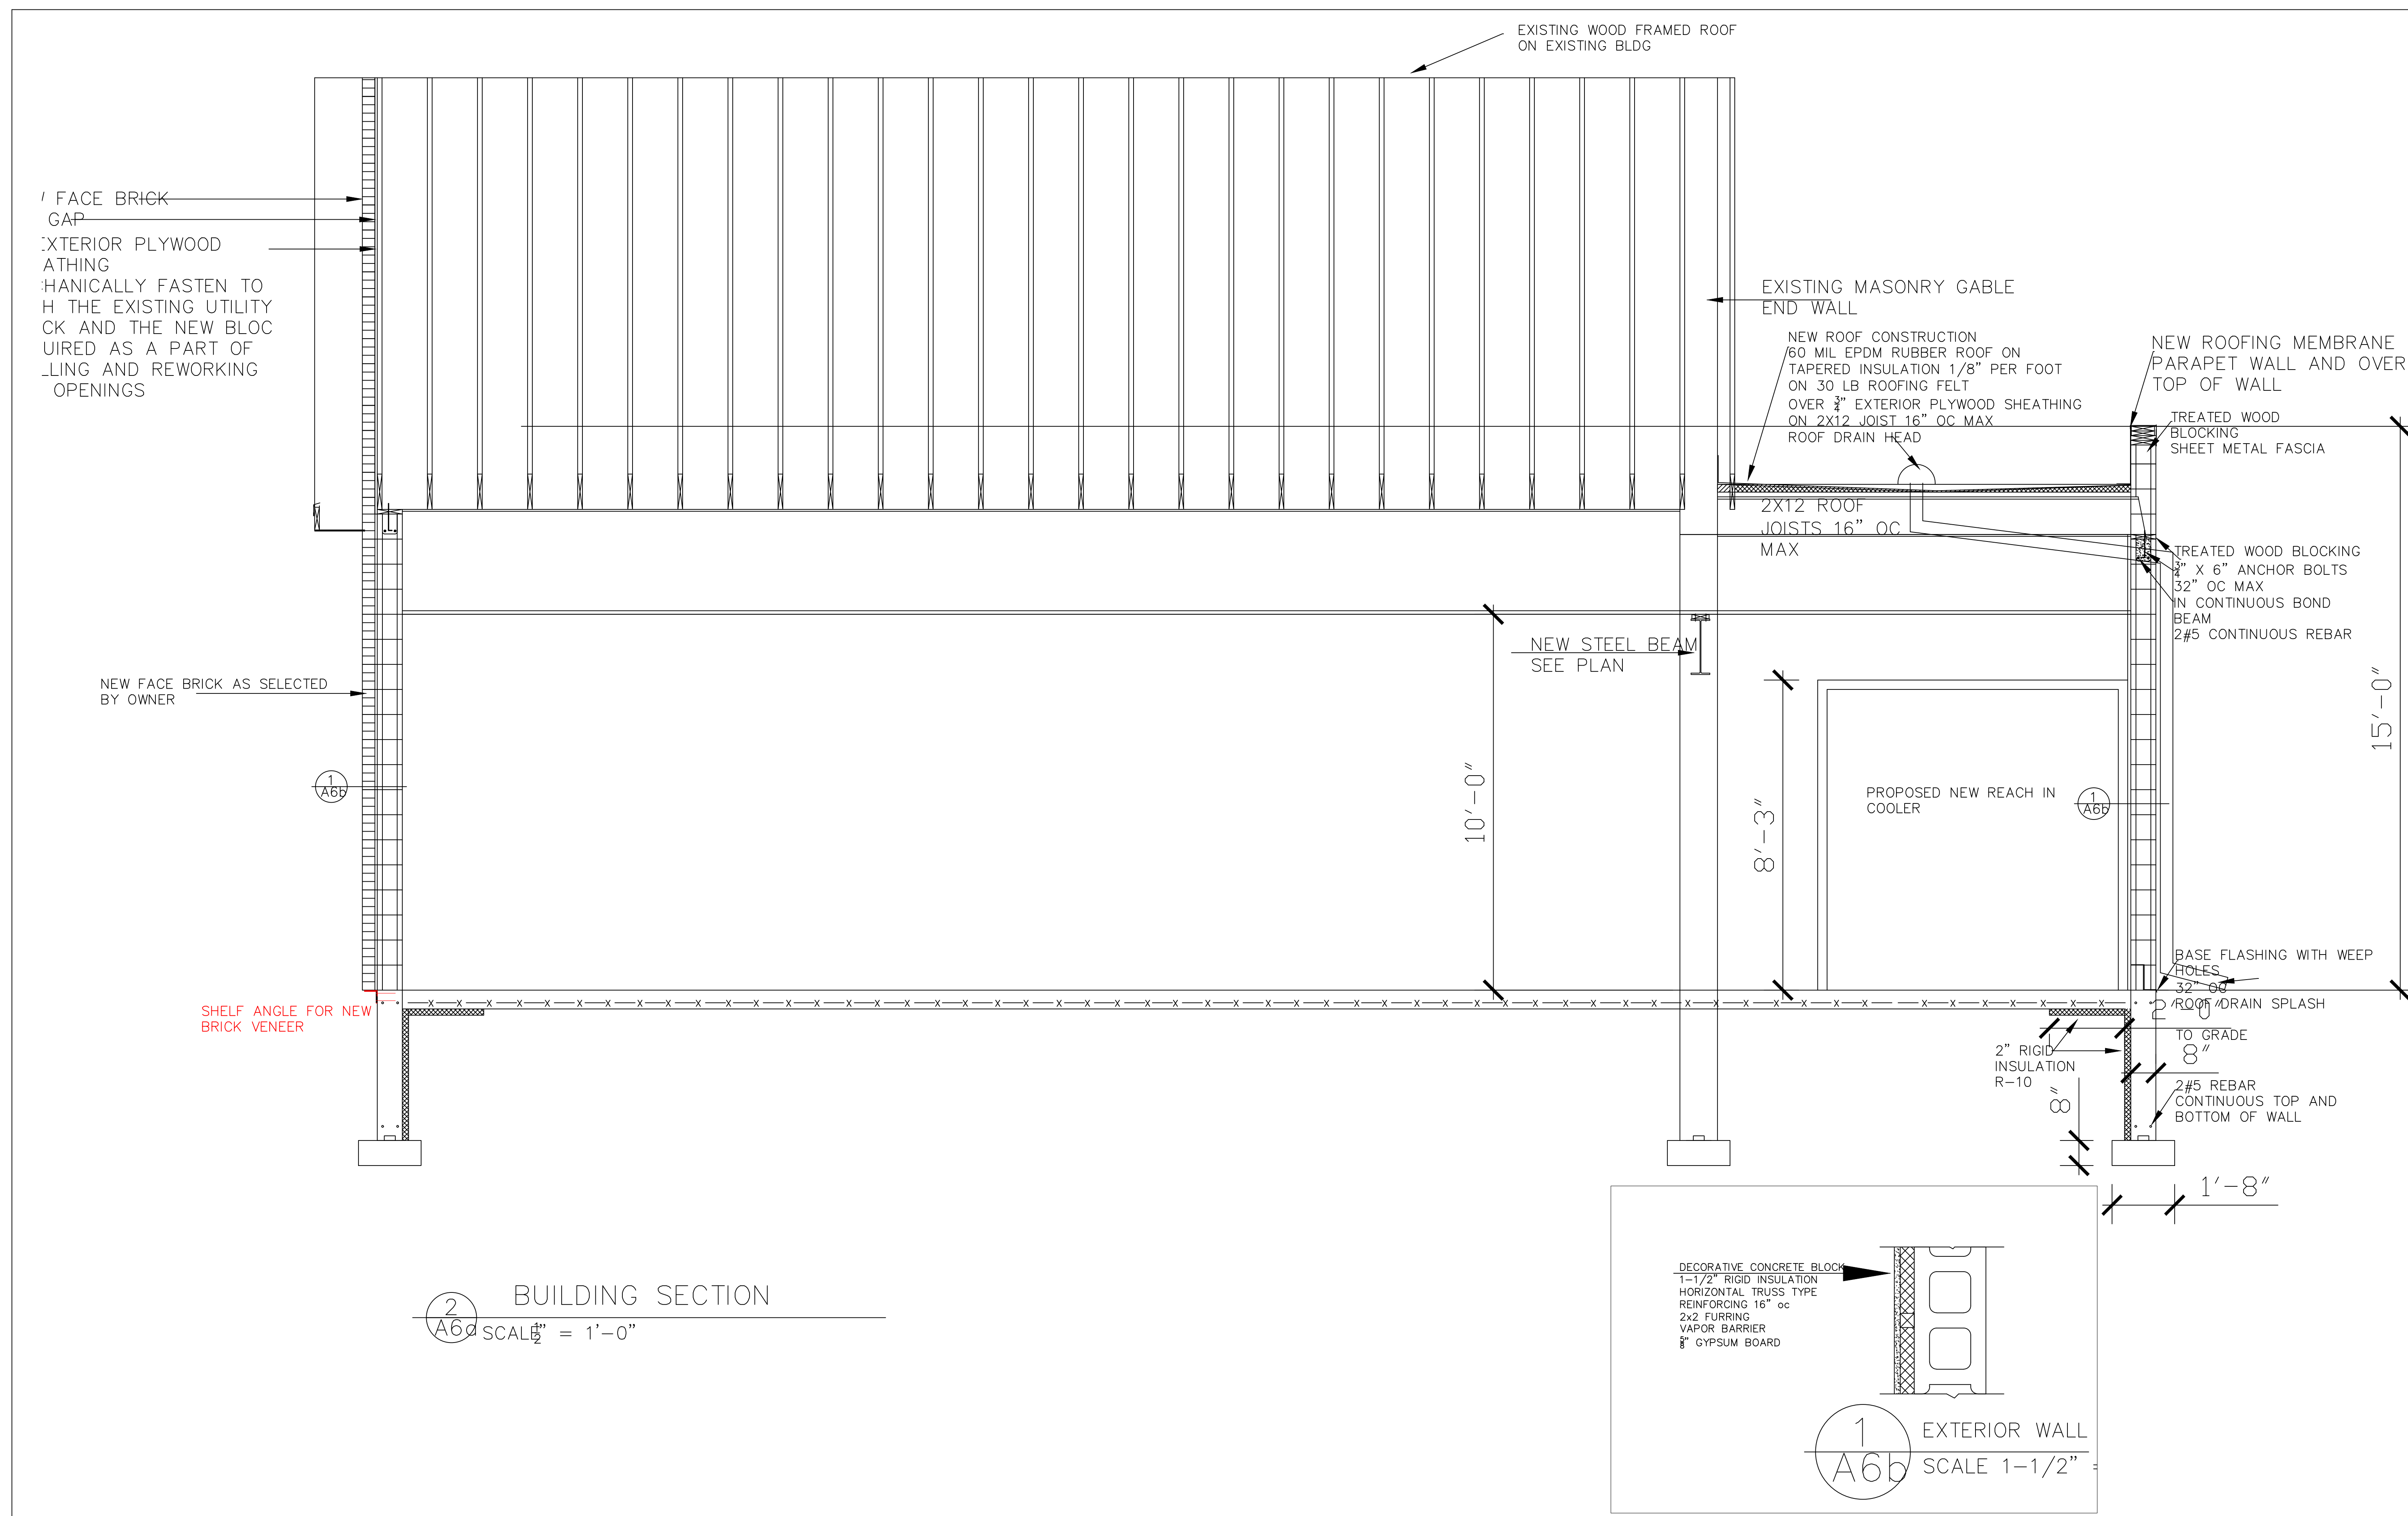 EXISTING WOOD FRAMED ROOF
ON EXISTING BLDG
FACE BRICK
GAP
EXTERIOR PLYWOOD
ATHING
CHANICALLY FASTEN TO
H THE EXISTING UTILITY
CK AND THE NEW BLOC
UIRED AS A PART OF
LLING AND REWORKING
OPENINGS
EXISTING MASONRY GABLE
END WALL
NEW ROOF CONSTRUCTION
60 MIL EPDM RUBBER ROOF ON
TAPERED INSULATION 1/8" PER FOOT
ON 30 LB ROOFING FELT
OVER 3/4" EXTERIOR PLYWOOD SHEATHING
ON 2X12 JOIST 16" OC MAX
ROOF DRAIN HEAD
NEW ROOFING MEMBRANE
PARAPET WALL AND OVER
TOP OF WALL
TREATED WOOD
BLOCKING
SHEET METAL FASCIA
2X12 ROOF
JOISTS 16" OC
MAX
TREATED WOOD BLOCKING
3/4" X 6" ANCHOR BOLTS
32" OC MAX
IN CONTINUOUS BOND
BEAM
2#5 CONTINUOUS REBAR
NEW STEEL BEAM
SEE PLAN
NEW FACE BRICK AS SELECTED
BY OWNER
15'-0"
10'-0"
8'-3"
1
A6b
PROPOSED NEW REACH IN
COOLER
1
A6b
SHELF ANGLE FOR NEW
BRICK VENEER
X X X X X X X X X X X X X X X X X X X X X X X X
BASE FLASHING WITH WEEP
HOLES
32" OC
ROOF DRAIN SPLASH
2'-0"
TO GRADE
8"
2" RIGID
INSULATION
R-10
8"
2#5 REBAR
CONTINUOUS TOP AND
BOTTOM OF WALL
1'-8"
2
A6a
BUILDING SECTION
SCALE 1/2" = 1'-0"
DECORATIVE CONCRETE BLOCK
1-1/2" RIGID INSULATION
HORIZONTAL TRUSS TYPE
REINFORCING 16" oc
2x2 FURRING
VAPOR BARRIER
5/8" GYPSUM BOARD
1
A6b
EXTERIOR WALL
SCALE 1-1/2" =